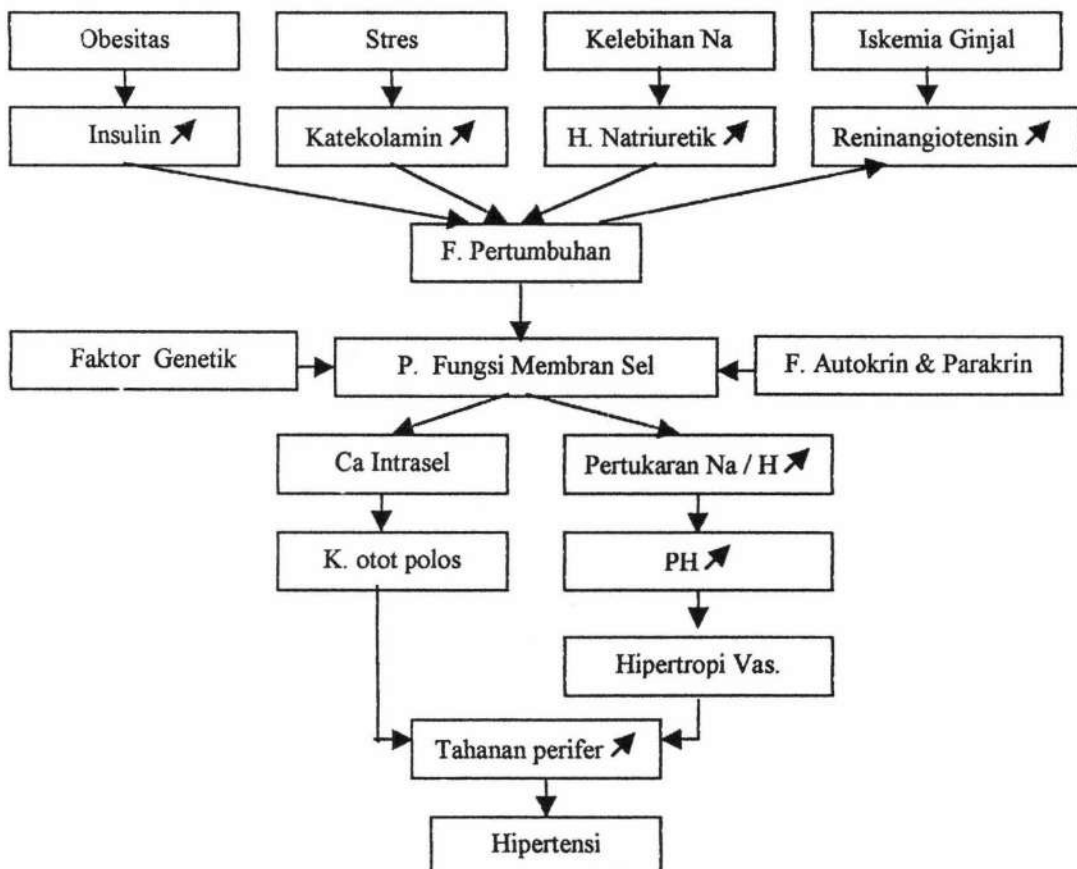 Obesitas
Stres
Kelebihan Na
Iskemia Ginjal
Insulin
Katekolamin
H. Natriuretik
Reninangiotensin
F. Pertumbuhan
Faktor Genetik
P. Fungsi Membran Sel
F. Autokrin & Parakrin
Ca Intrasel
Pertukaran Na / H
K. otot polos
PH
Hipertropi Vas.
Tahanan perifer
Hipertensi